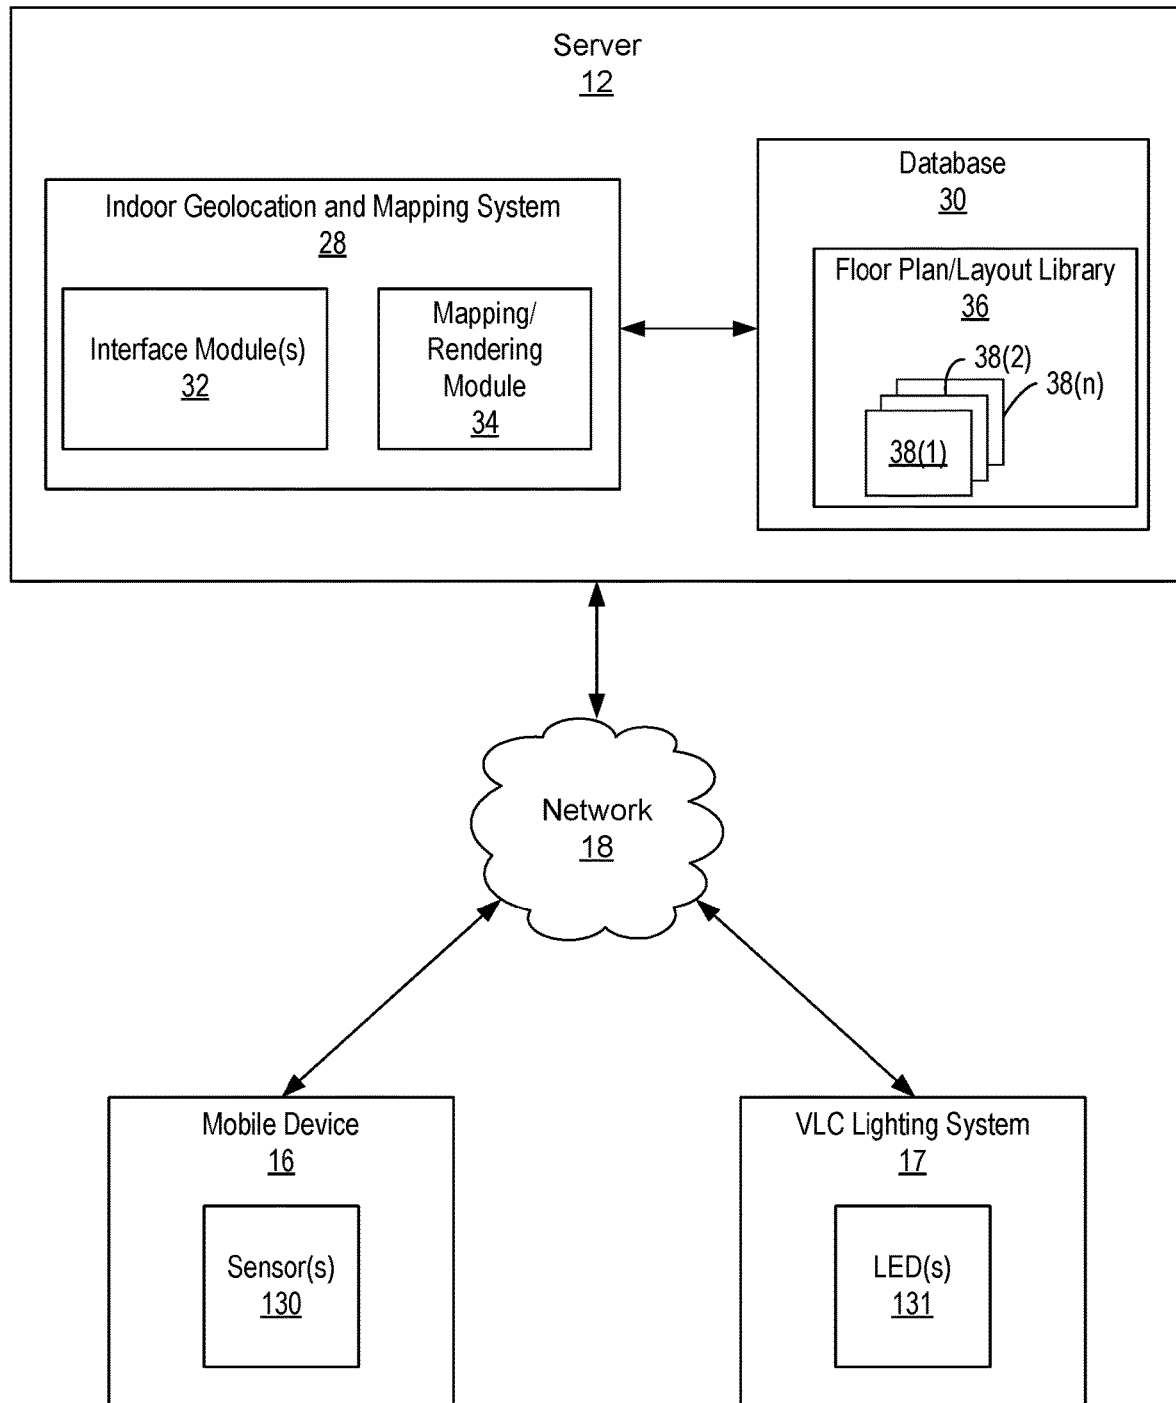 Server
12
Indoor Geolocation and Mapping System
28
Interface Module(s)
32
Mapping/
Rendering
Module
34
Database
30
Floor Plan/Layout Library
36
38(2)
38(n)
38(1)
Network
18
Mobile Device
16
Sensor(s)
130
VLC Lighting System
17
LED(s)
131